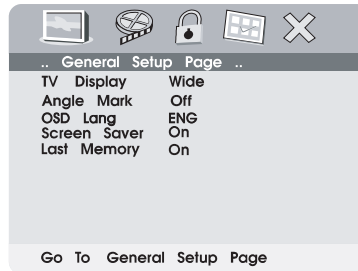 .. General Setup Page ..
TV Display Wide
Angle Mark Off
OSD Lang ENG
Screen Saver On
Last Memory On
Go To General Setup Page